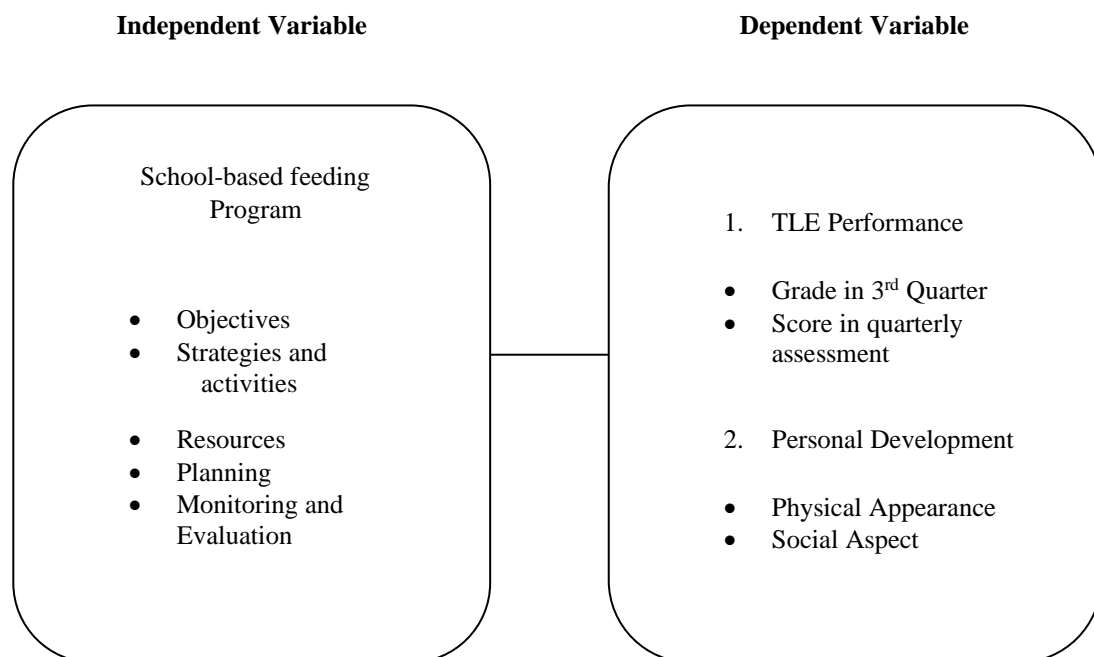 Independent Variable
Dependent Variable
School-based feeding
Program
• Objectives
• Strategies and
activities
• Resources
• Planning
• Monitoring and
Evaluation
1. TLE Performance
• Grade in 3rd Quarter
• Score in quarterly
assessment
2. Personal Development
• Physical Appearance
• Social Aspect